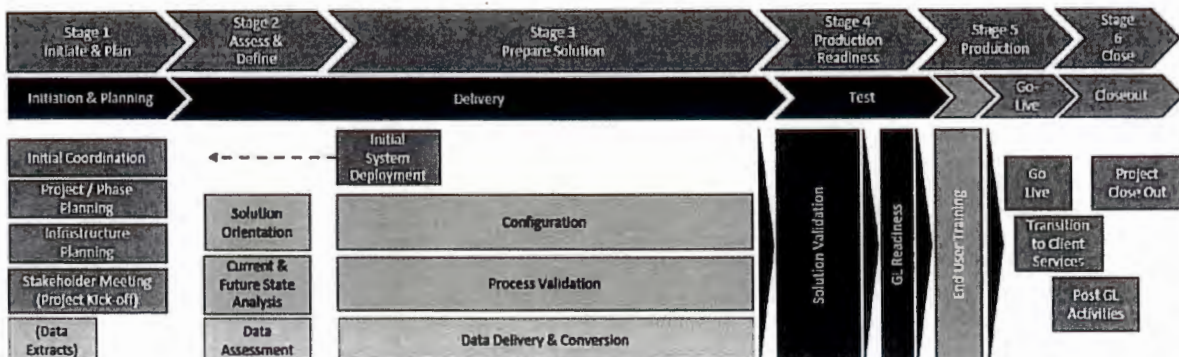 Stage 1
Initiate & Plan
Stage 2
Assess &
Define
Stage 3
Prepare Solution
Stage 4
Production
Readiness
Stage 5
Production
Stage
6
Close
Initiation & Planning
Delivery
Test
Go-
Live
Closeout
Initial Coordination
Project / Phase
Planning
Infrastructure
Planning
Stakeholder Meeting
(Project Kick-off)
(Data
Extracts)
Solution
Orientation
Current &
Future State
Analysis
Data
Assessment
Initial
System
Deployment
Configuration
Process Validation
Data Delivery & Conversion
Solution Validation
GL Readiness
End User Training
Go
Live
Project
Close Out
Transition
to Client
Services
Post GL
Activities